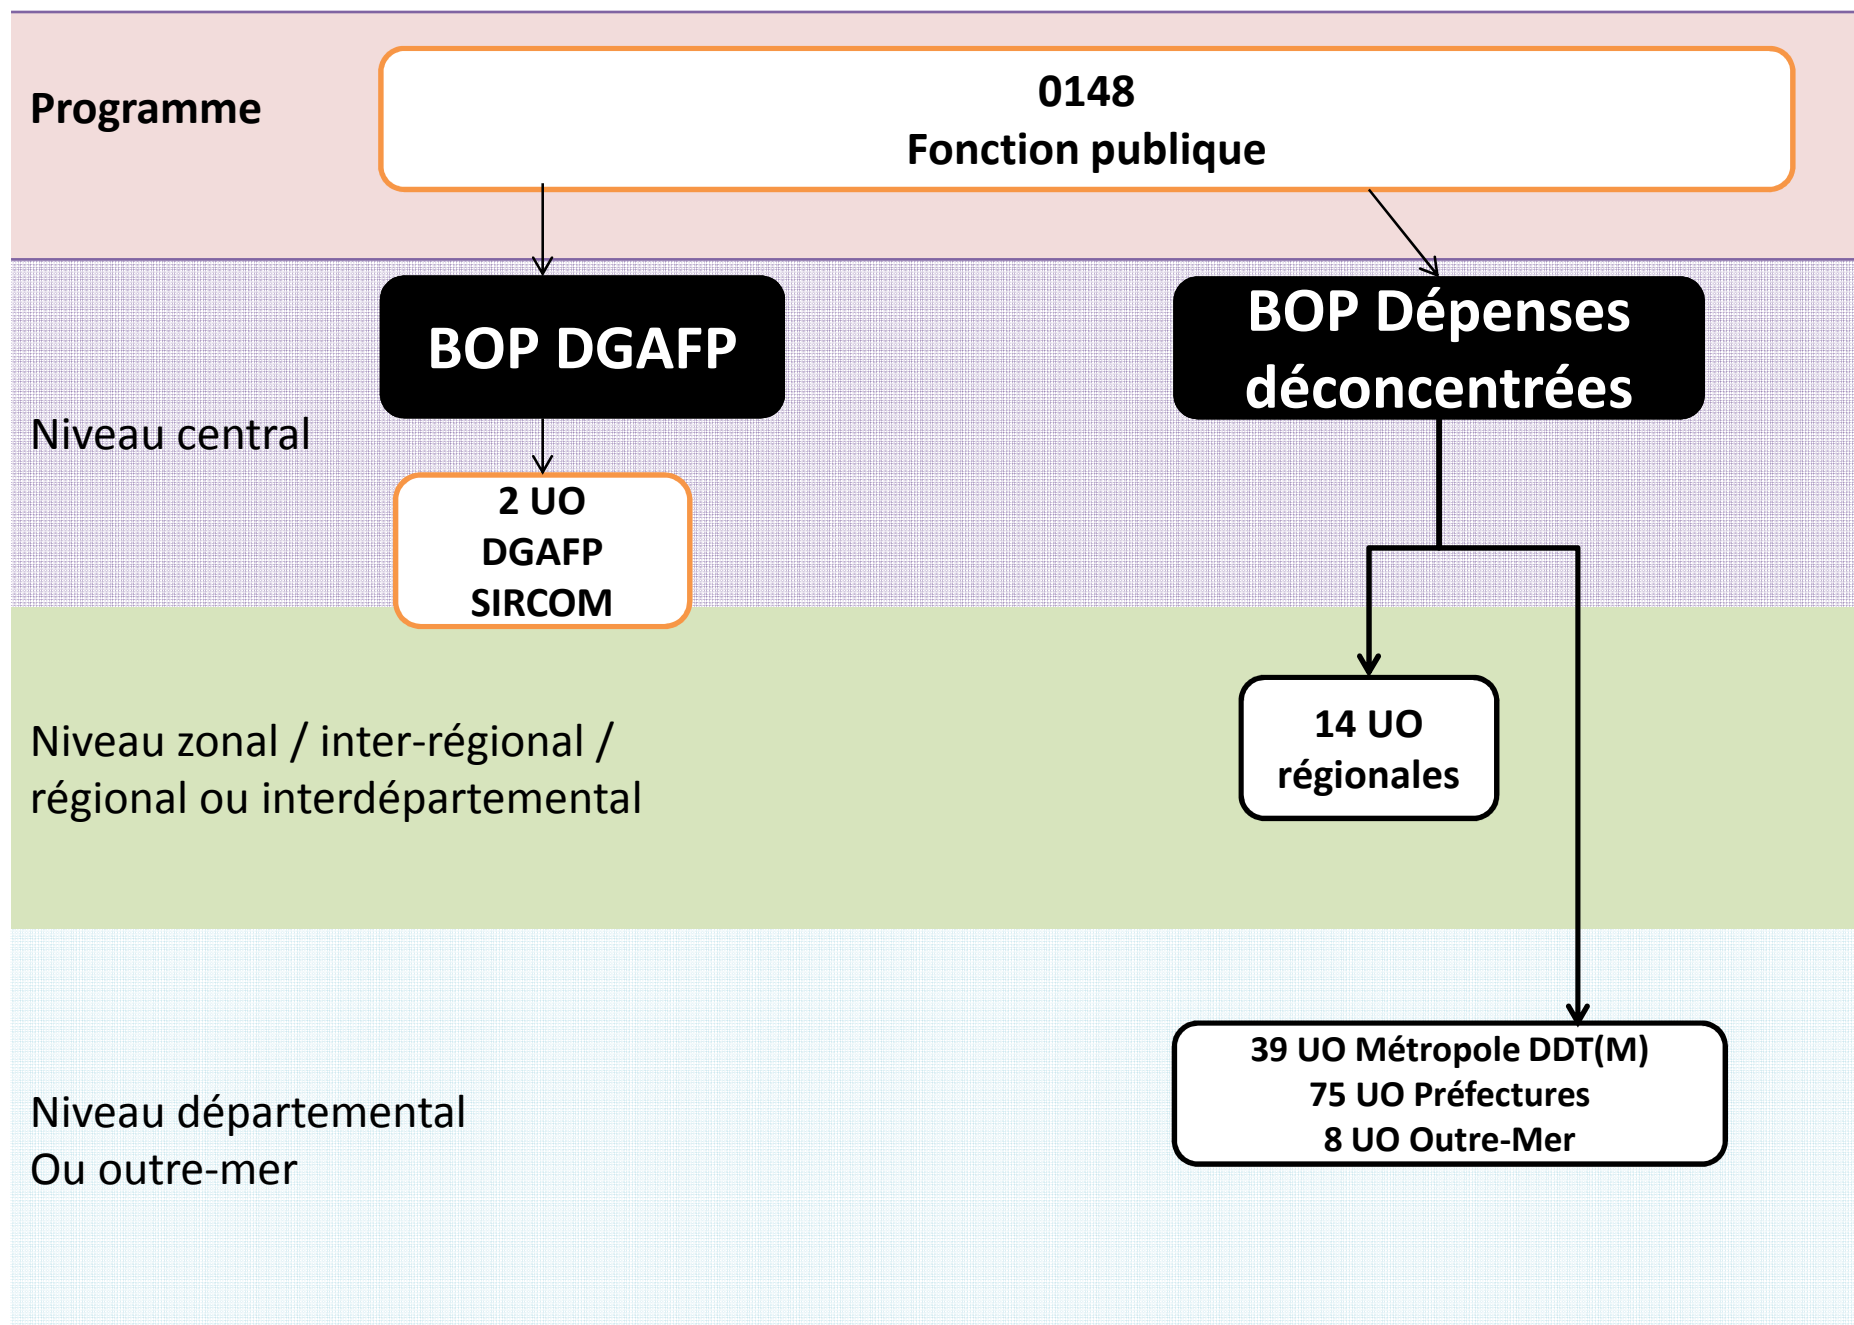 Programme
0148
Fonction publique
BOP DGAFP
BOP Dépenses
déconcentrées
Niveau central
2 UO
DGAFP
SIRCOM
Niveau zonal / inter-régional /
régional ou interdépartemental
14 UO
régionales
Niveau départemental
Ou outre-mer
39 UO Métropole DDT(M)
75 UO Préfectures
8 UO Outre-Mer